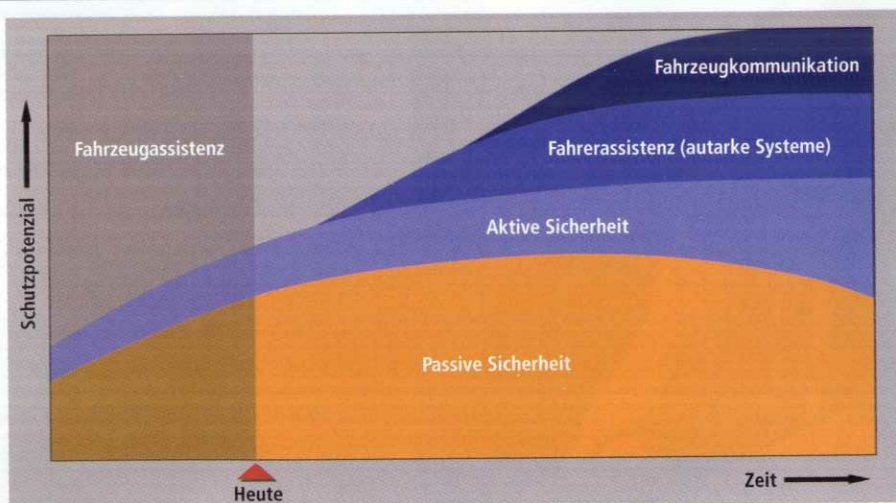 Fahrzeugkommunikation
Fahrzeugassistenz
Fahrerassistenz (autarke Systeme)
Aktive Sicherheit
Passive Sicherheit
Schutzpotenzial
Heute
Zeit